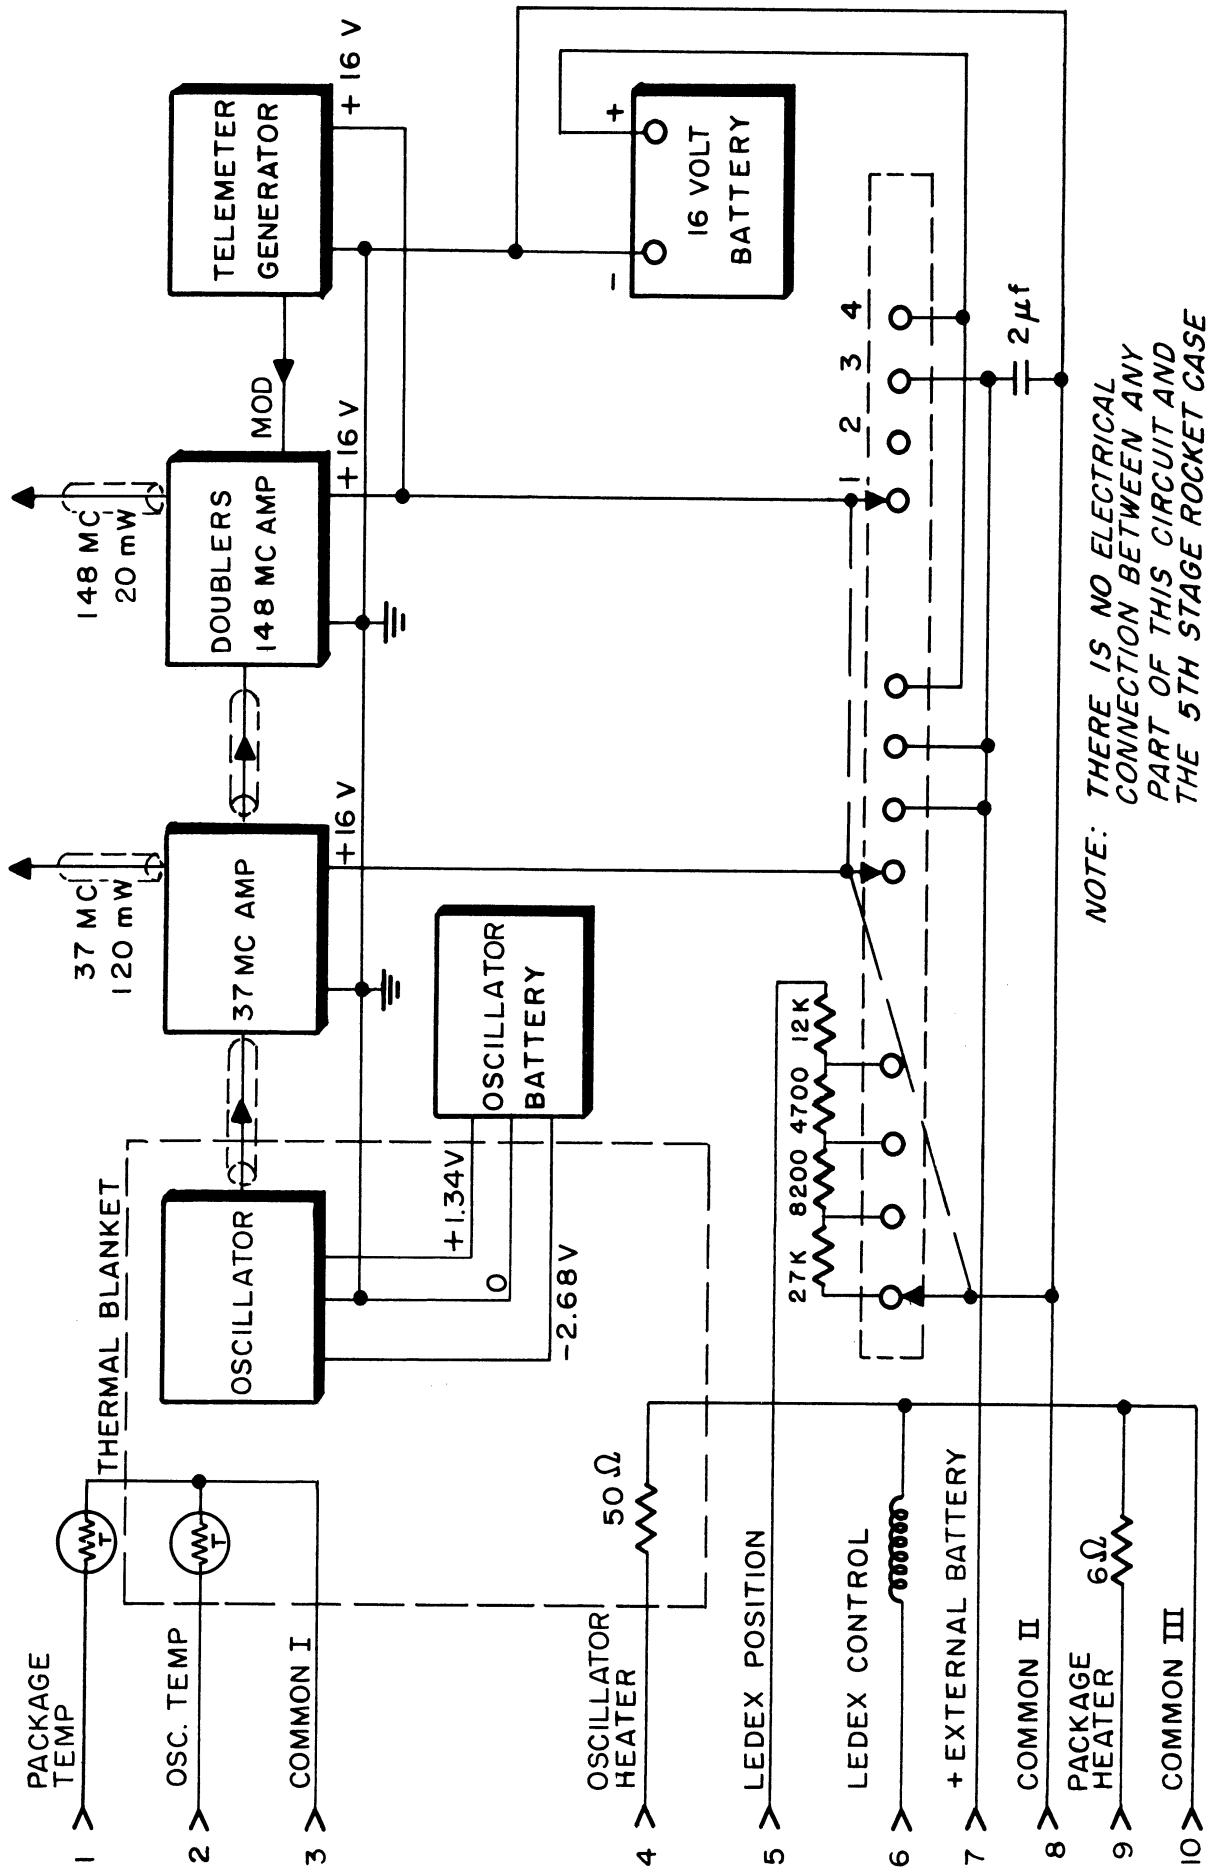 37 MC
120 mW
148 MC
20 mW
THERMAL BLANKET
OSCILLATOR
37 MC AMP
DOUBLERS
148 MC AMP
MOD
TELEMETER
GENERATOR
+16 V
+16 V
+16 V
+1.34V
0
-2.68V
OSCILLATOR
BATTERY
-
+
16 VOLT
BATTERY
T
T
PACKAGE
TEMP
1
OSC. TEMP
2
COMMON I
3
50 Ω
OSCILLATOR
HEATER
4
LEDEX POSITION
5
27K
8200
4700
12K
1
2
3
4
LEDEX CONTROL
6
+ EXTERNAL BATTERY
7
2 μf
COMMON II
8
6Ω
PACKAGE
HEATER
9
COMMON III
10
NOTE: THERE IS NO ELECTRICAL
CONNECTION BETWEEN ANY
PART OF THIS CIRCUIT AND
THE 5TH STAGE ROCKET CASE